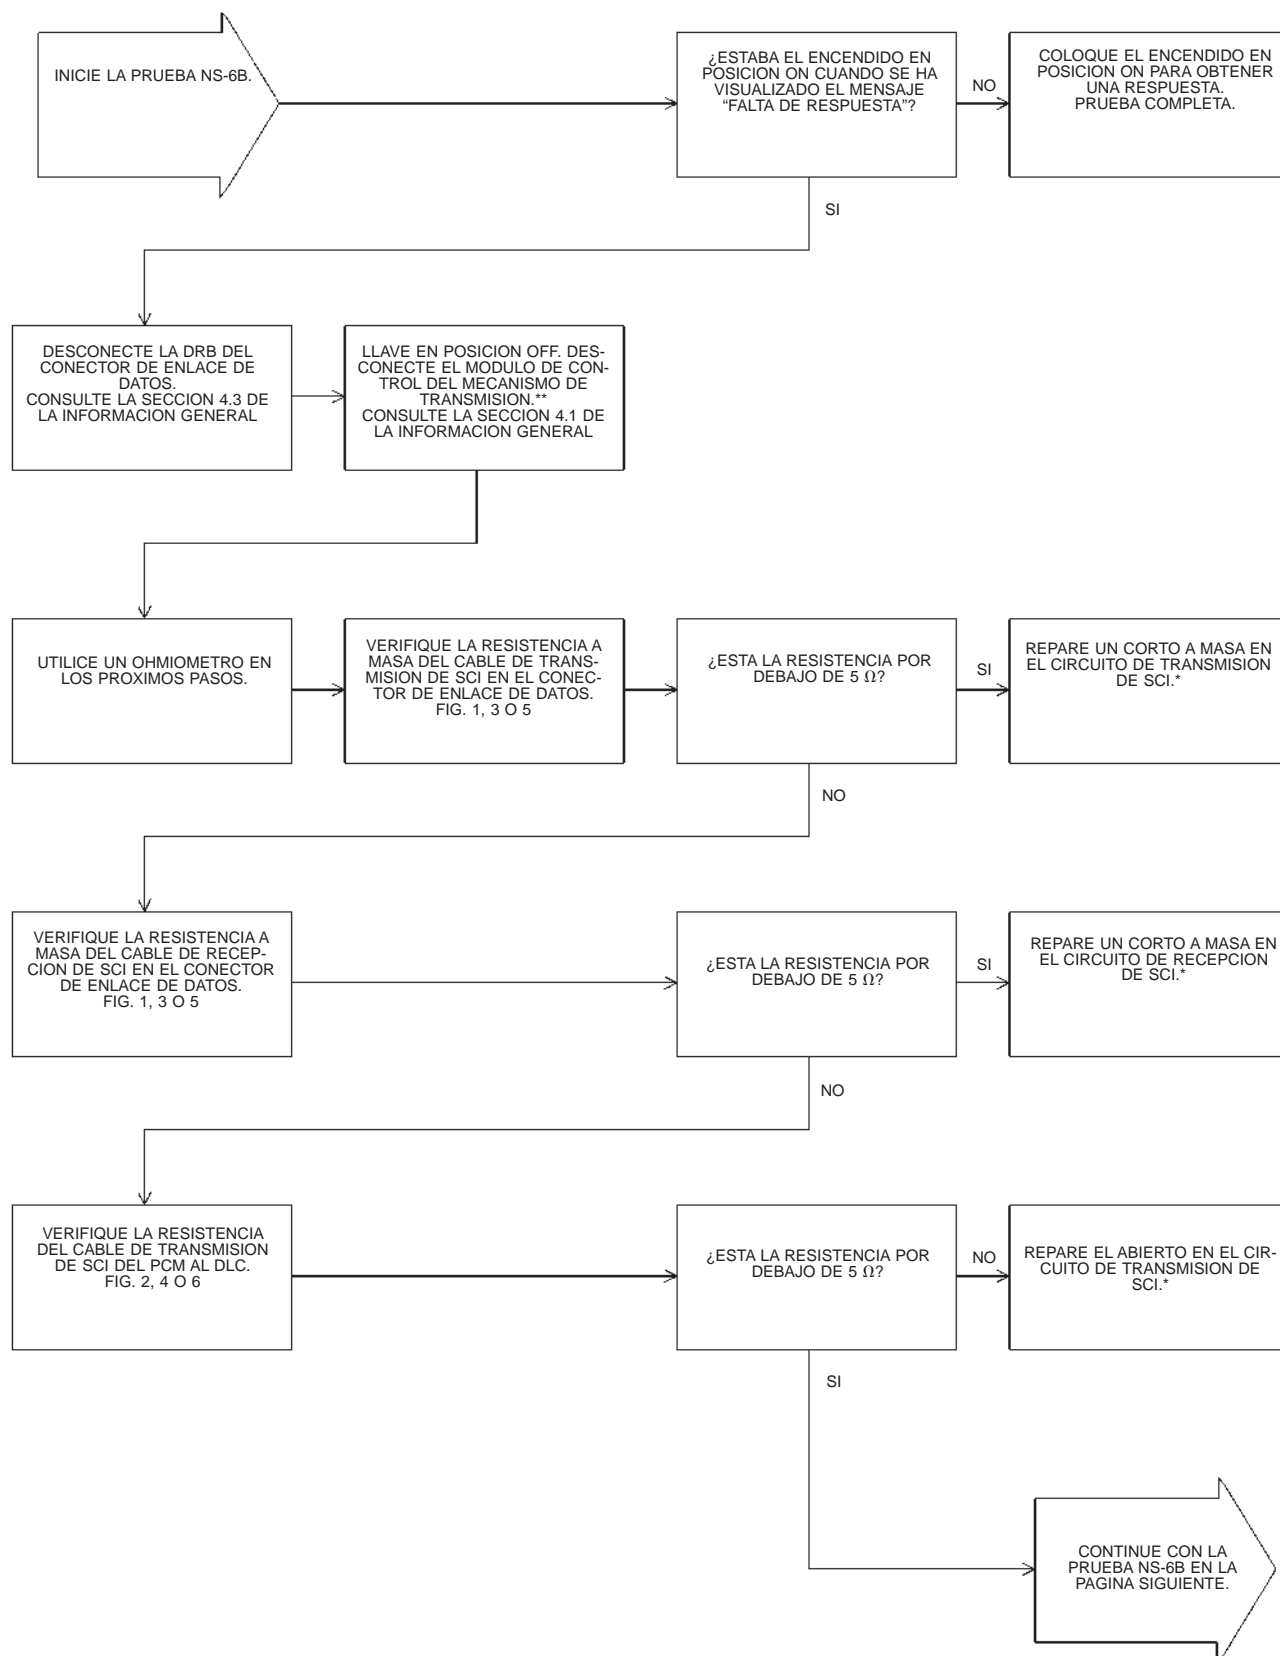 INICIE LA PRUEBA NS-6B.
¿ESTABA EL ENCENDIDO EN
POSICION ON CUANDO SE HA
VISUALIZADO EL MENSAJE
“FALTA DE RESPUESTA”?
NO
COLOQUE EL ENCENDIDO EN
POSICION ON PARA OBTENER
UNA RESPUESTA.
PRUEBA COMPLETA.
SI
DESCONECTE LA DRB DEL
CONECTOR DE ENLACE DE
DATOS.
CONSULTE LA SECCION 4.3 DE
LA INFORMACION GENERAL
LLAVE EN POSICION OFF. DES-
CONECTE EL MODULO DE CON-
TROL DEL MECANISMO DE
TRANSMISION.**
CONSULTE LA SECCION 4.1 DE
LA INFORMACION GENERAL
UTILICE UN OHMIOMETRO EN
LOS PROXIMOS PASOS.
VERIFIQUE LA RESISTENCIA A
MASA DEL CABLE DE TRANS-
MISION DE SCI EN EL CONEC-
TOR DE ENLACE DE DATOS.
FIG. 1, 3 O 5
¿ESTA LA RESISTENCIA POR
DEBAJO DE 5 Ω?
SI
REPARE UN CORTO A MASA EN
EL CIRCUITO DE TRANSMISION
DE SCI.*
NO
VERIFIQUE LA RESISTENCIA A
MASA DEL CABLE DE RECEP-
CION DE SCI EN EL CONECTOR
DE ENLACE DE DATOS.
FIG. 1, 3 O 5
¿ESTA LA RESISTENCIA POR
DEBAJO DE 5 Ω?
SI
REPARE UN CORTO A MASA EN
EL CIRCUITO DE RECEPCION
DE SCI.*
NO
VERIFIQUE LA RESISTENCIA
DEL CABLE DE TRANSMISION
DE SCI DEL PCM AL DLC.
FIG. 2, 4 O 6
¿ESTA LA RESISTENCIA POR
DEBAJO DE 5 Ω?
NO
REPARE EL ABIERTO EN EL CIR-
CUITO DE TRANSMISION DE
SCI.*
SI
CONTINUE CON LA
PRUEBA NS-6B EN LA
PAGINA SIGUIENTE.